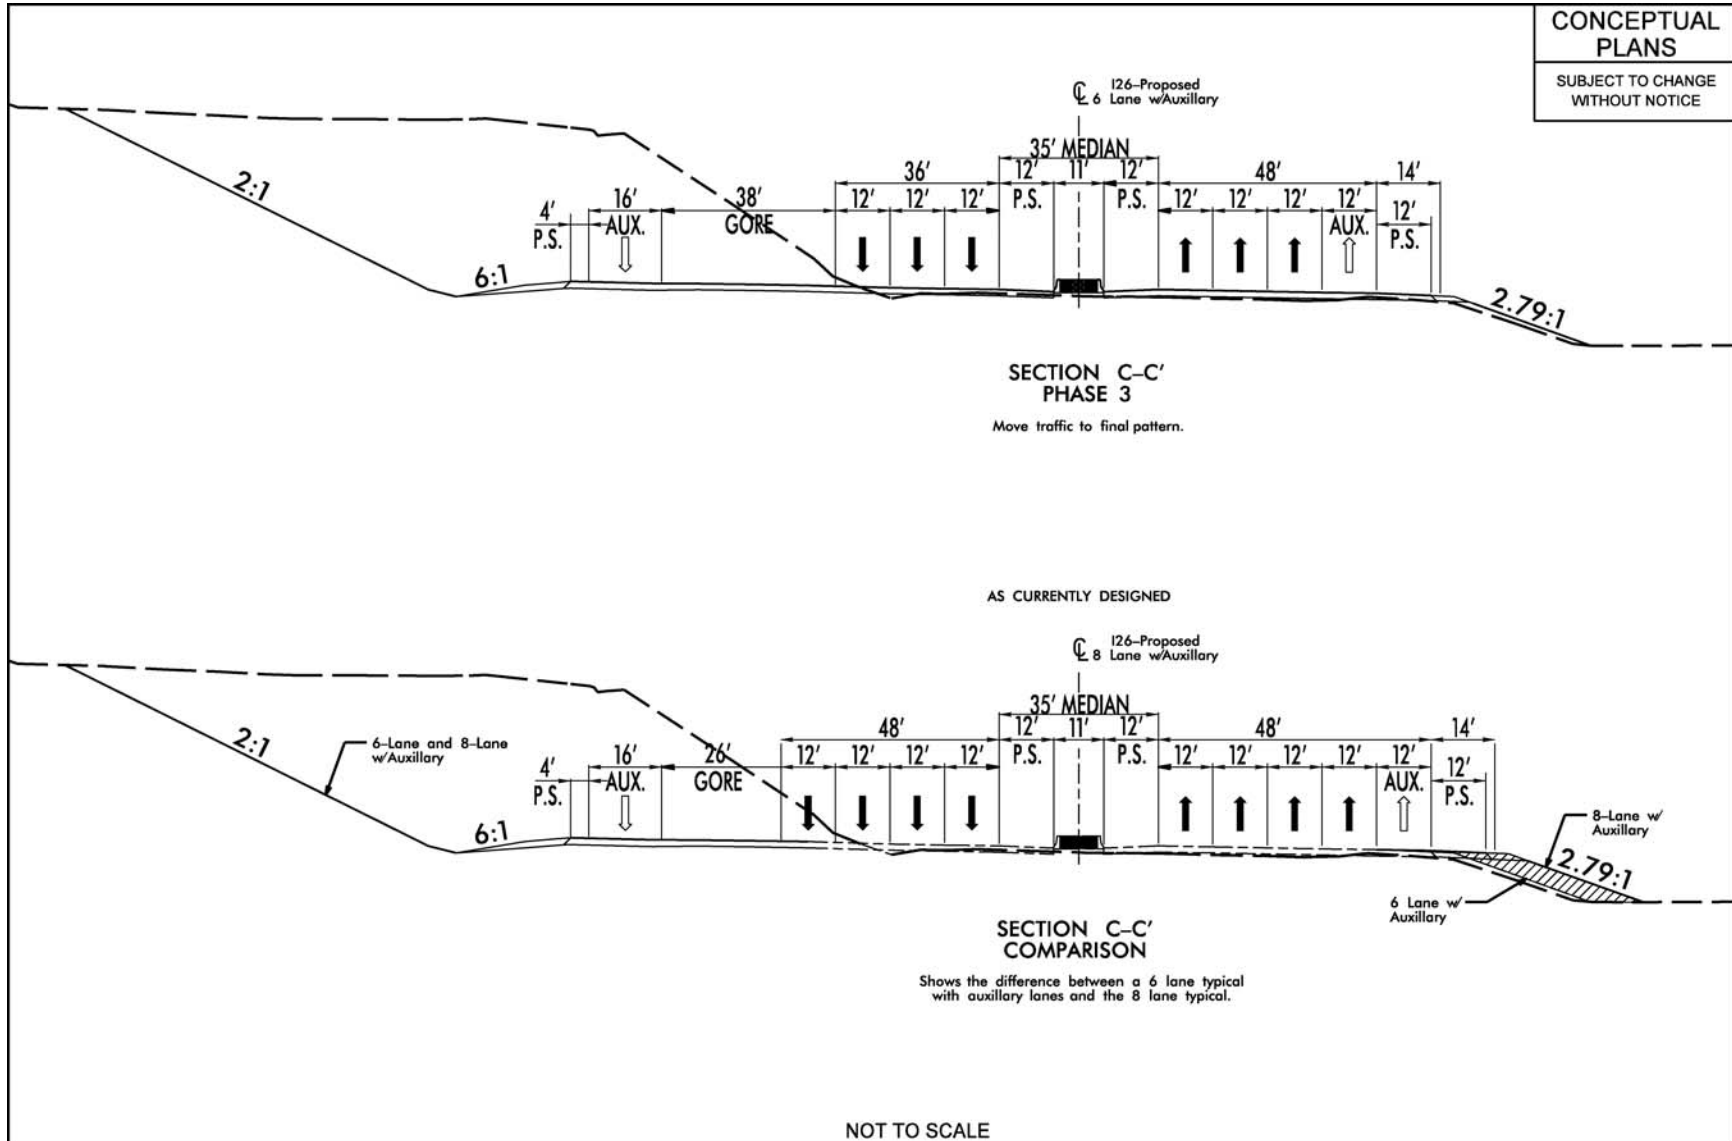 CONCEPTUAL
PLANS
SUBJECT TO CHANGE
WITHOUT NOTICE
℄ I26–Proposed
6 Lane w/Auxillary
35' MEDIAN
36' 12' 11' 12' 48' 14'
P.S. P.S.
2:1
4' 16' 38' 12' 12' 12' 12' 12' 12' 12' 12'
P.S. AUX. GORE AUX. P.S.
6:1
2.79:1
SECTION C–C'
PHASE 3
Move traffic to final pattern.
AS CURRENTLY DESIGNED
℄ I26–Proposed
8 Lane w/Auxillary
35' MEDIAN
48' 12' 11' 12' 48' 14'
P.S. P.S.
2:1
6–Lane and 8–Lane
w/Auxillary
4' 16' 26' 12' 12' 12' 12' 12' 12' 12' 12' 12' 12'
P.S. AUX. GORE AUX. P.S.
6:1
8–Lane w/
Auxillary
2.79:1
6 Lane w/
Auxillary
SECTION C–C'
COMPARISON
Shows the difference between a 6 lane typical
with auxillary lanes and the 8 lane typical.
NOT TO SCALE